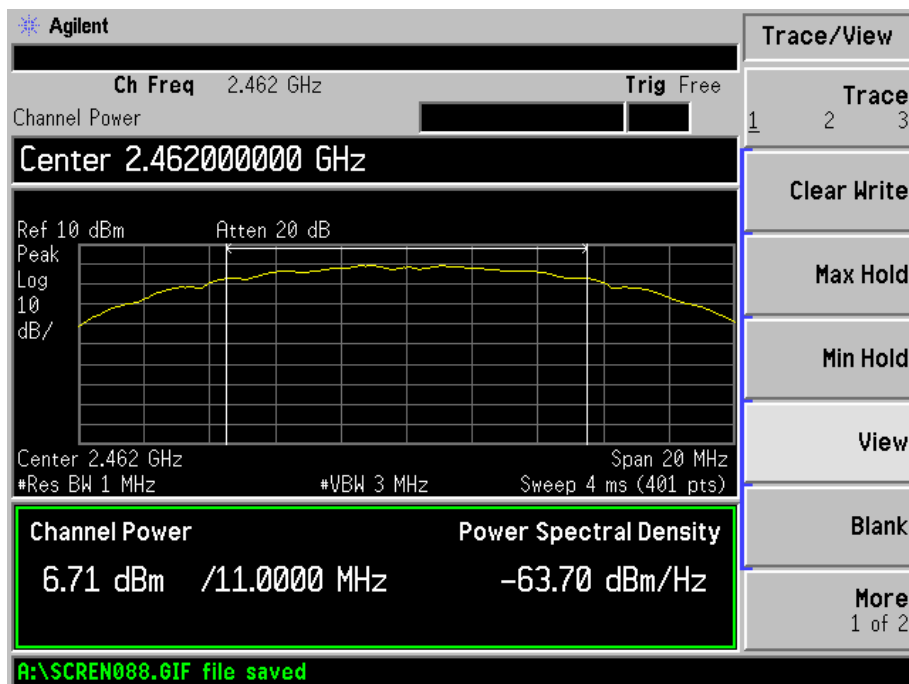 Agilent
Ch Freq 2.462 GHz Trig Free
Channel Power
Center 2.462000000 GHz
Ref 10 dBm Atten 20 dB
Peak
Log
10
dB/
Center 2.462 GHz Span 20 MHz
#Res BW 1 MHz #VBW 3 MHz Sweep 4 ms (401 pts)
Channel Power Power Spectral Density
6.71 dBm /11.0000 MHz -63.70 dBm/Hz
A:\SCREN088.GIF file saved
Trace/View
Trace
1 2 3
Clear Write
Max Hold
Min Hold
View
Blank
More
1 of 2